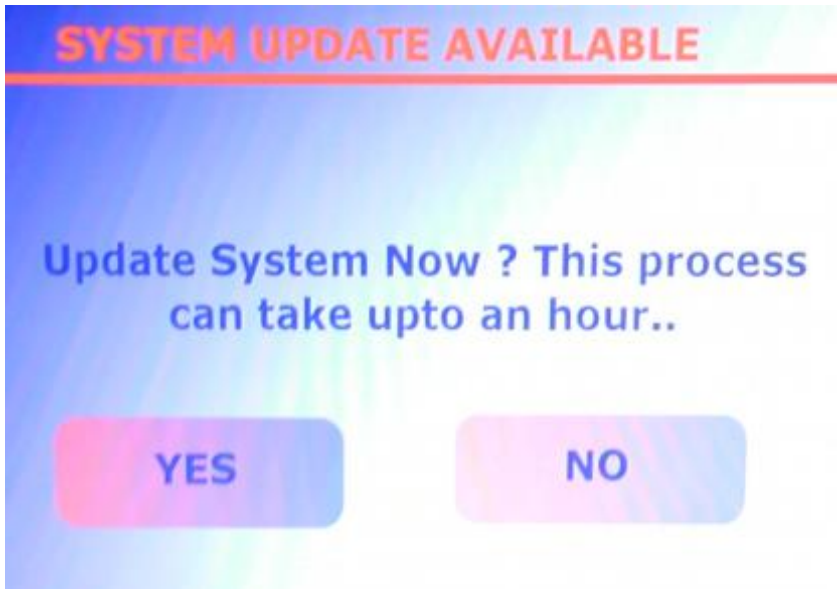 SYSTEM UPDATE AVAILABLE
Update System Now ? This process
can take upto an hour..
YES
NO